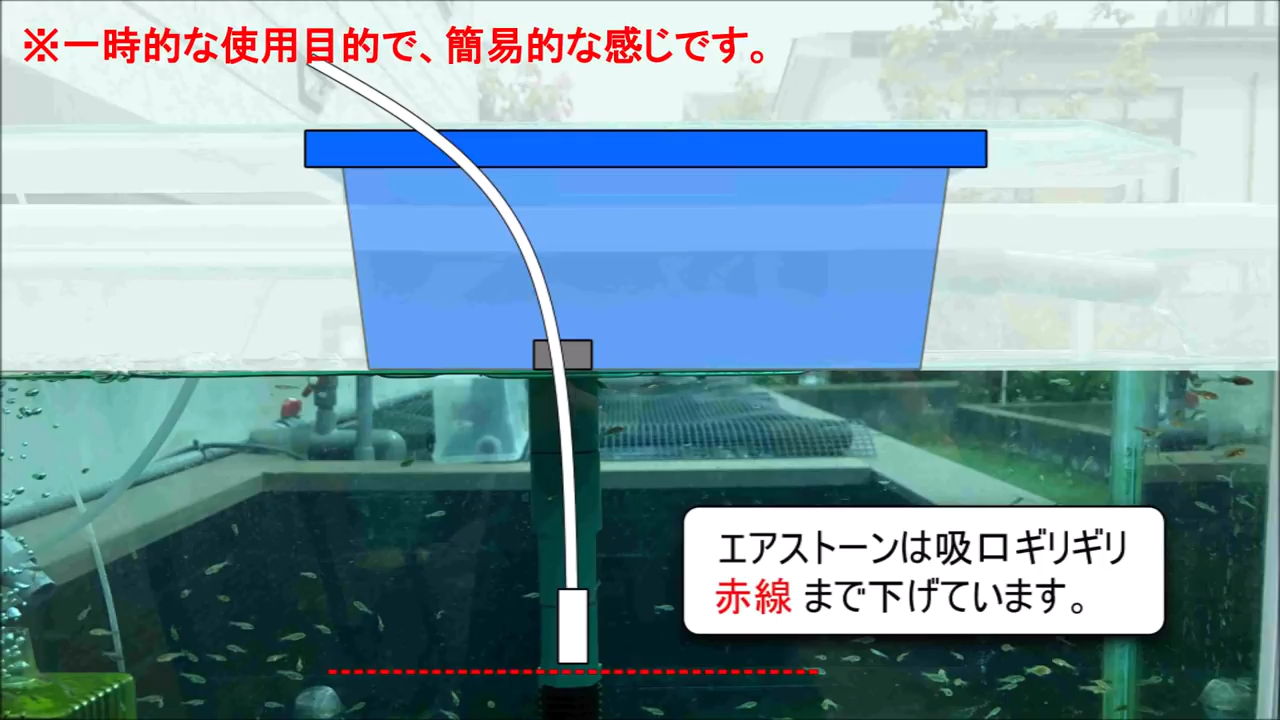 ※一時的な使用目的で、簡易的な感じです。
エアストーンは吸口ギリギリ
赤線 まで下げています。